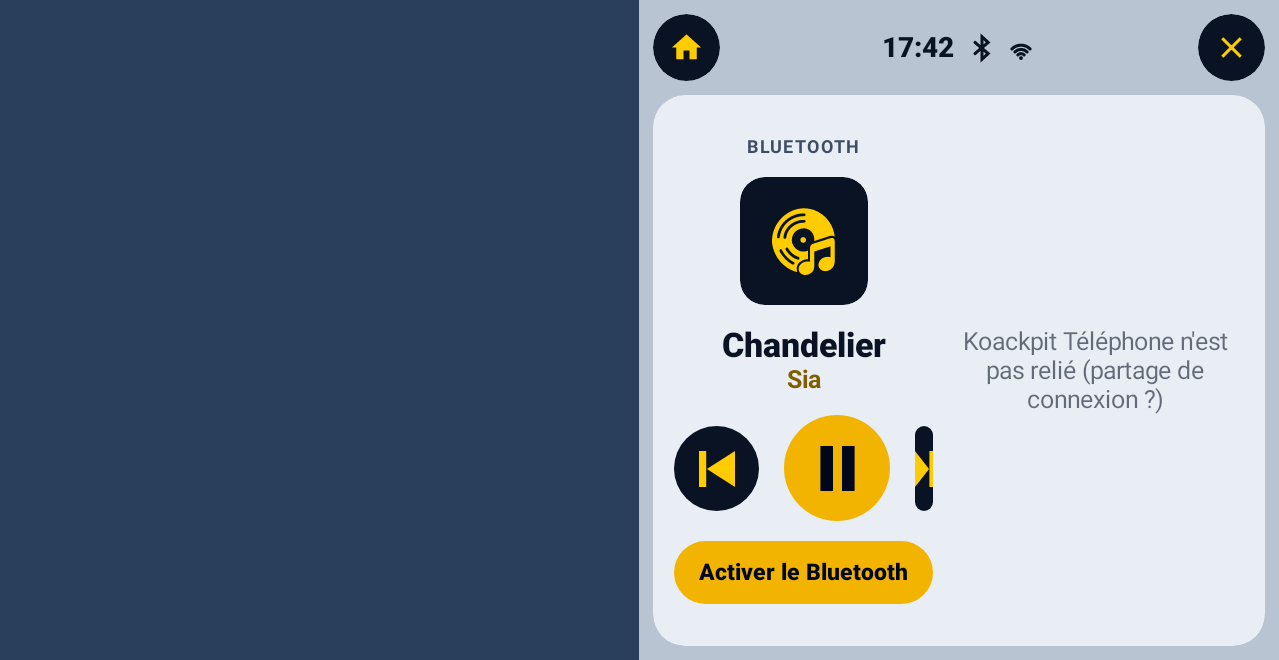 17:42
BLUETOOTH
Chandelier
Sia
Activer le Bluetooth
Koackpit Téléphone n'est
pas relié (partage de
connexion ?)